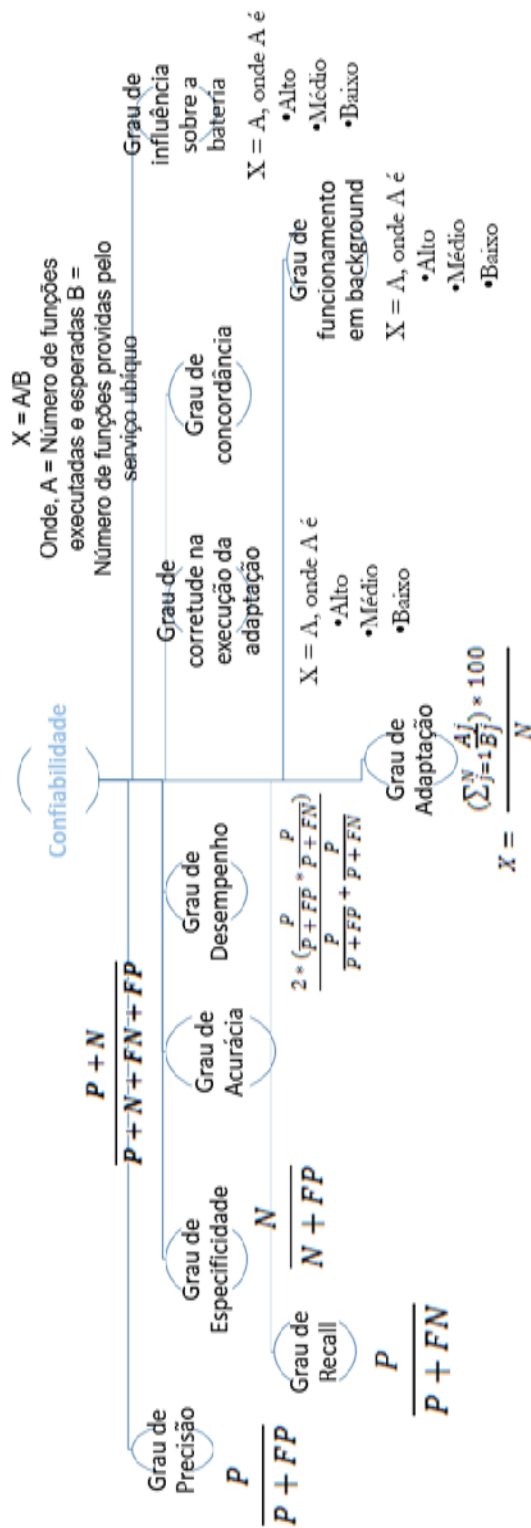 Confiabilidade
X = A/B
Onde, A = Número de funções
executadas e esperadas B =
Número de funções providas pelo
serviço ubíquo
P + N
P + N + FN + FP
Grau de
Precisão
P
P + FP
Grau de
Especificidade
N
N + FP
Grau de
Recall
P
P + FN
Grau de
Acurácia
Grau de
Desempenho
2 * (P / P + FP * P / P + FN)
P / P + FP + P / P + FN
Grau de
Adaptação
X = (∑ᴺⱼ₌₁ Aj / Bj) * 100
N
Grau de
corretude na
execução da
adaptação
X = A, onde A é
•Alto
•Médio
•Baixo
Grau de
concordância
Grau de
funcionamento
em background
X = A, onde A é
•Alto
•Médio
•Baixo
Grau de
influência
sobre a
bateria
X = A, onde A é
•Alto
•Médio
•Baixo